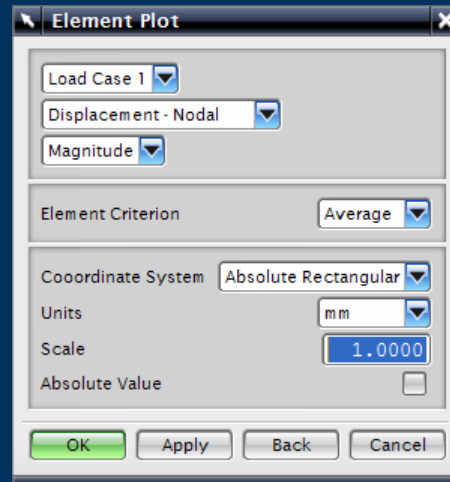 Element Plot
Load Case 1
Displacement - Nodal
Magnitude
Element Criterion Average
Cooordinate System Absolute Rectangular
Units mm
Scale 1.0000
Absolute Value
OK Apply Back Cancel